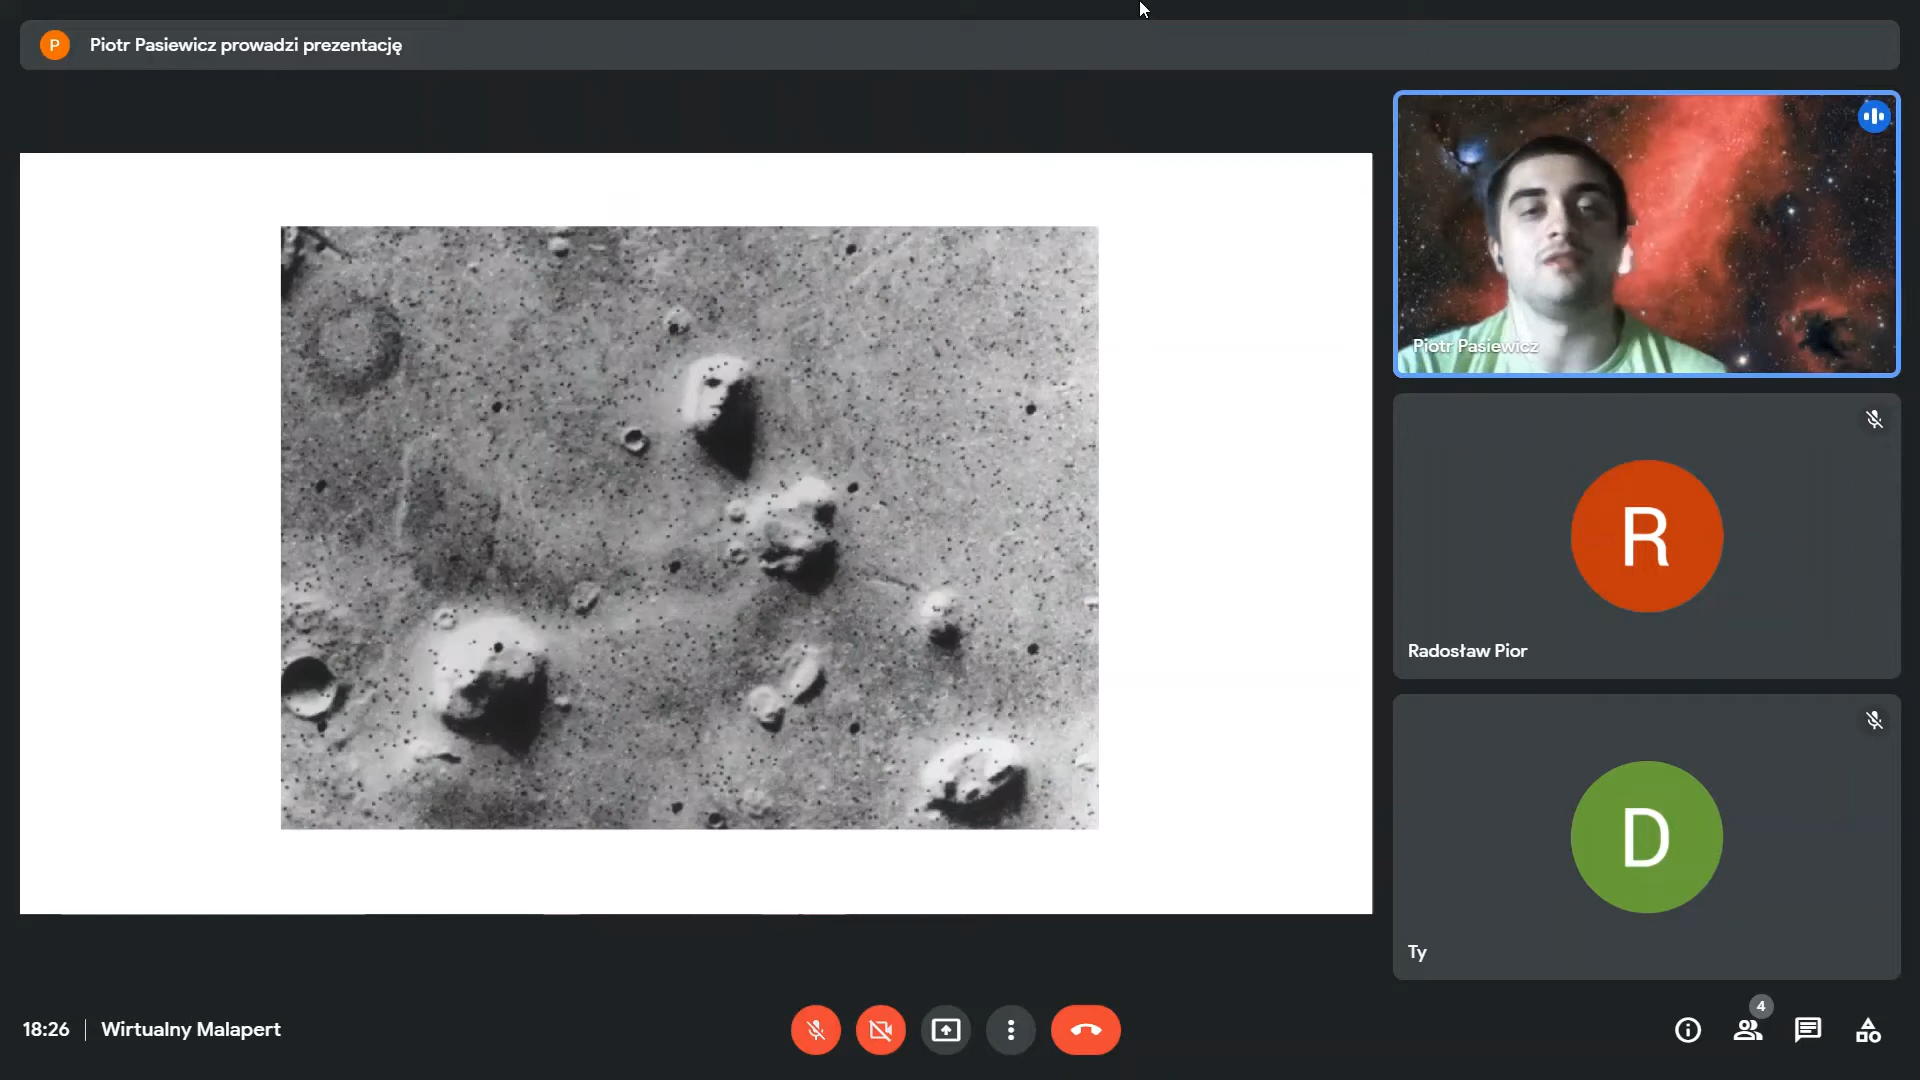 P Piotr Pasiewicz prowadzi prezentację
Piotr Pasiewicz
R
Radosław Pior
D
Ty
18:26 | Wirtualny Malapert
4